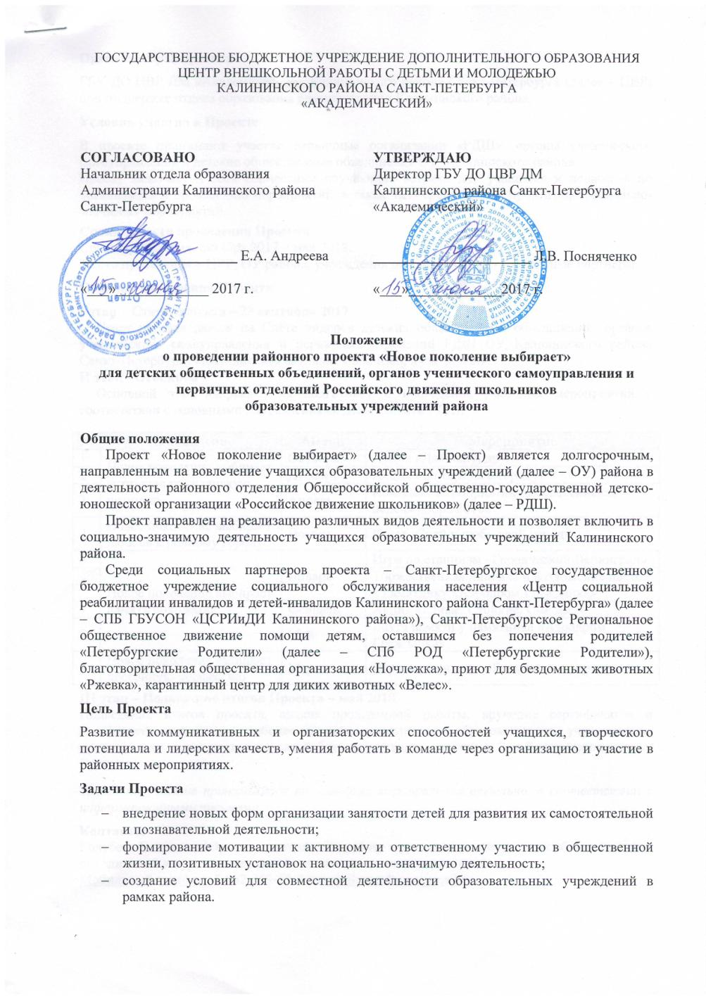 ГОСУДАРСТВЕННОЕ БЮДЖЕТНОЕ УЧРЕЖДЕНИЕ ДОПОЛНИТЕЛЬНОГО ОБРАЗОВАНИЯ
ЦЕНТР ВНЕШКОЛЬНОЙ РАБОТЫ С ДЕТЬМИ И МОЛОДЕЖЬЮ
КАЛИНИНСКОГО РАЙОНА САНКТ-ПЕТЕРБУРГА
«АКАДЕМИЧЕСКИЙ»
СОГЛАСОВАНО
Начальник отдела образования
Администрации Калининского района
Санкт-Петербурга
Е.А. Андреева
«15» июня 2017 г.
УТВЕРЖДАЮ
Директор ГБУ ДО ЦВР ДМ
Калининского района Санкт-Петербурга
«Академический»
Л.В. Посняченко
«15» июня 2017 г.
Положение
о проведении районного проекта «Новое поколение выбирает»
для детских общественных объединений, органов ученического самоуправления и
первичных отделений Российского движения школьников
образовательных учреждений района
Общие положения
Проект «Новое поколение выбирает» (далее – Проект) является долгосрочным,
направленным на вовлечение учащихся образовательных учреждений (далее – ОУ) района в
деятельность районного отделения Общероссийской общественно-государственной детско-
юношеской организации «Российское движение школьников» (далее – РДШ).
Проект направлен на реализацию различных видов деятельности и позволяет включить в
социально-значимую деятельность учащихся образовательных учреждений Калининского
района.
Среди социальных партнеров проекта – Санкт-Петербургское государственное
бюджетное учреждение социального обслуживания населения «Центр социальной
реабилитации инвалидов и детей-инвалидов Калининского района Санкт-Петербурга» (далее
– СПБ ГБУСОН «ЦСРИиДИ Калининского района»), Санкт-Петербургское Региональное
общественное движение помощи детям, оставшимся без попечения родителей
«Петербургские Родители» (далее – СПб РОД «Петербургские Родители»),
благотворительная общественная организация «Ночлежка», приют для бездомных животных
«Ржевка», карантинный центр для диких животных «Велес».
Цель Проекта
Развитие коммуникативных и организаторских способностей учащихся, творческого
потенциала и лидерских качеств, умения работать в команде через организацию и участие в
районных мероприятиях.
Задачи Проекта
– внедрение новых форм организации занятости детей для развития их самостоятельной
и познавательной деятельности;
– формирование мотивации к активному и ответственному участию в общественной
жизни, позитивных установок на социально-значимую деятельность;
– создание условий для совместной деятельности образовательных учреждений в
рамках района.